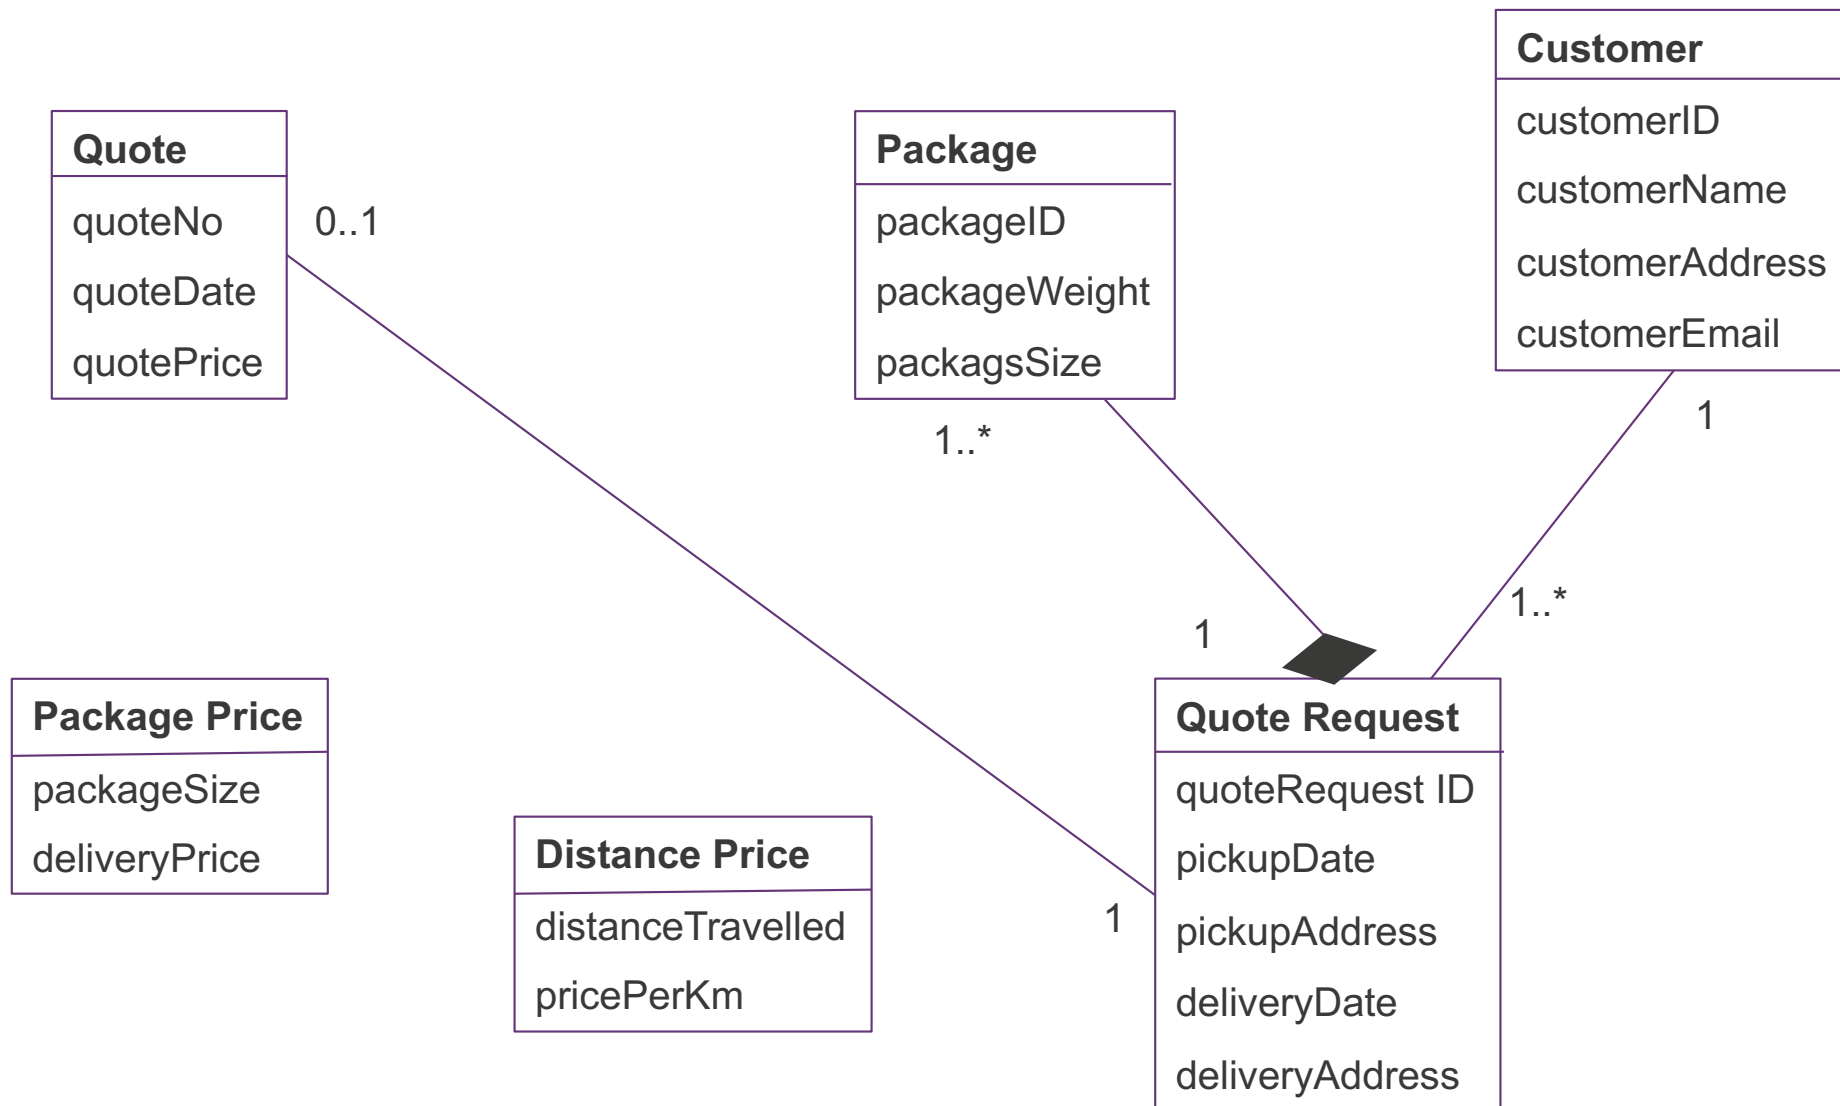 Customer
customerID
customerName
customerAddress
customerEmail
1
1..*
Quote
quoteNo
quoteDate
quotePrice
0..1
Package
packageID
packageWeight
packagsSize
1..*
1
Package Price
packageSize
deliveryPrice
Distance Price
distanceTravelled
pricePerKm
1
Quote Request
quoteRequest ID
pickupDate
pickupAddress
deliveryDate
deliveryAddress